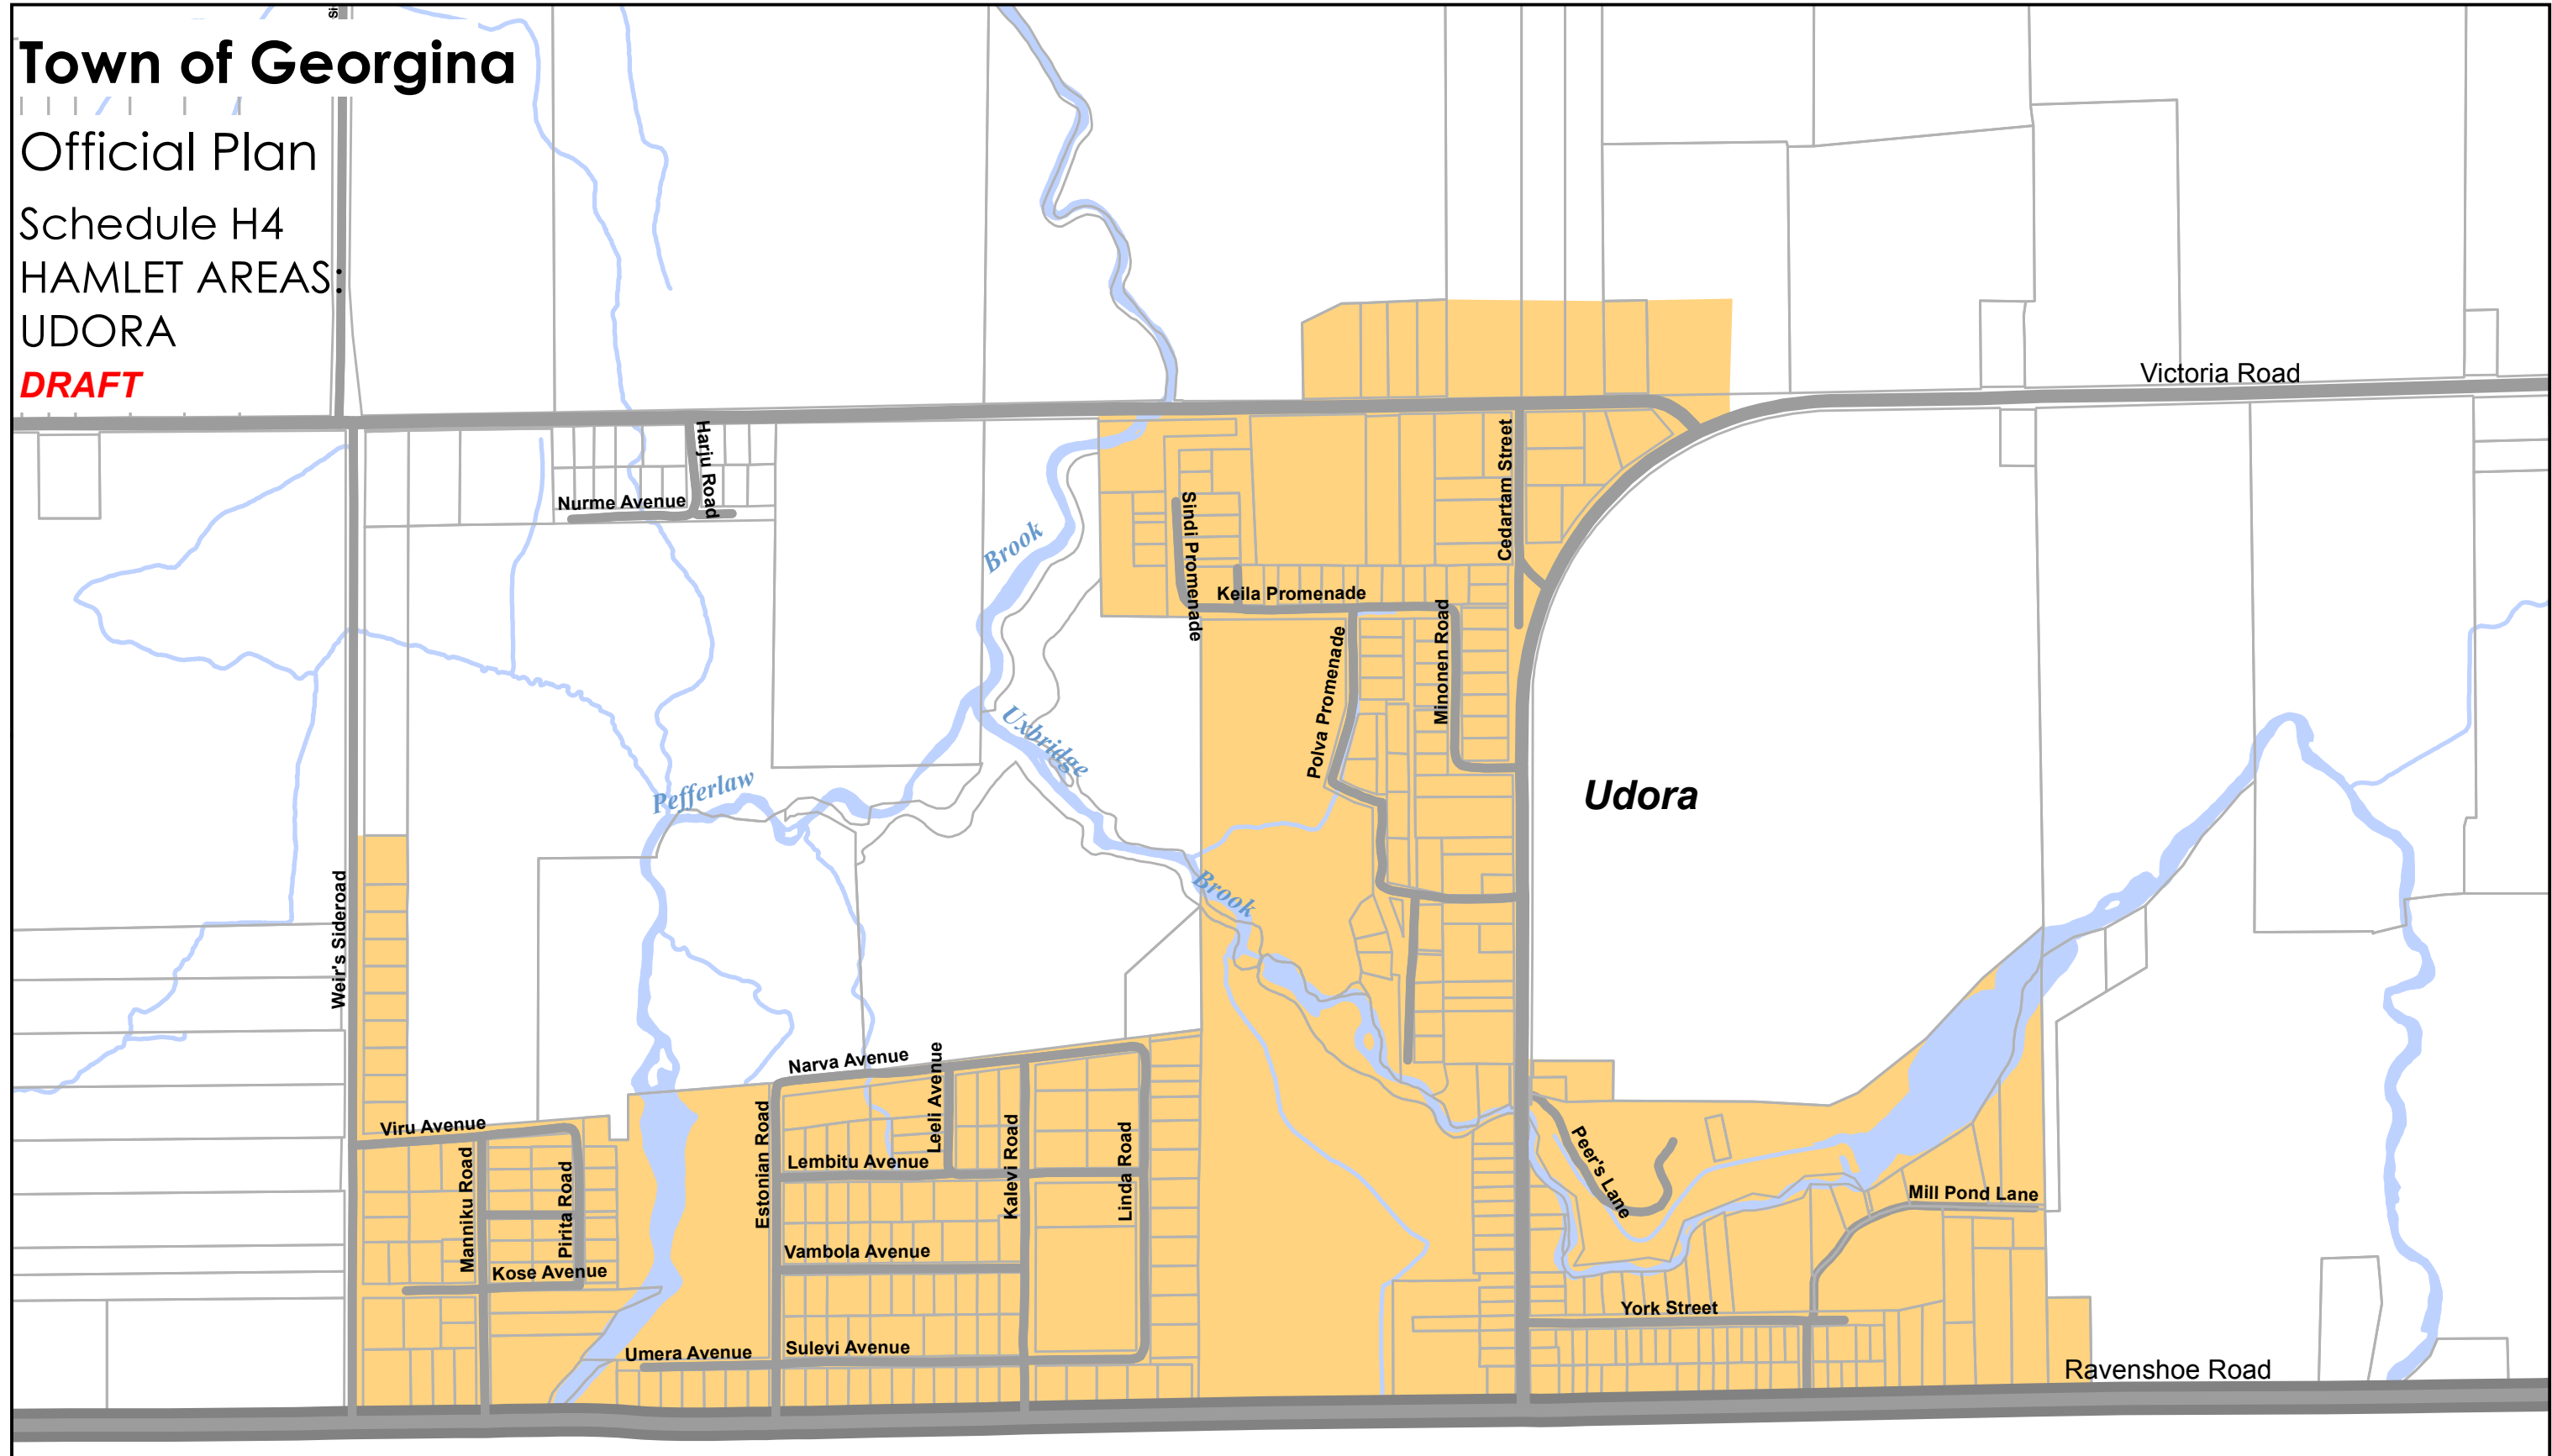 Town of Georgina
Official Plan
Schedule H4
HAMLET AREAS:
UDORA
DRAFT
Victoria Road
Harju Road
Nurme Avenue
Cedartam Street
Sindi Promenade
Brook
Keila Promenade
Minonen Road
Polva Promenade
Uxbridge
Pefferlaw
Udora
Brook
Weir's Sideroad
Narva Avenue
Leeli Avenue
Viru Avenue
Estonian Road
Kalevi Road
Linda Road
Peer's Lane
Manniku Road
Pirita Road
Lembitu Avenue
Mill Pond Lane
Vambola Avenue
Kose Avenue
York Street
Umera Avenue
Sulevi Avenue
Ravenshoe Road